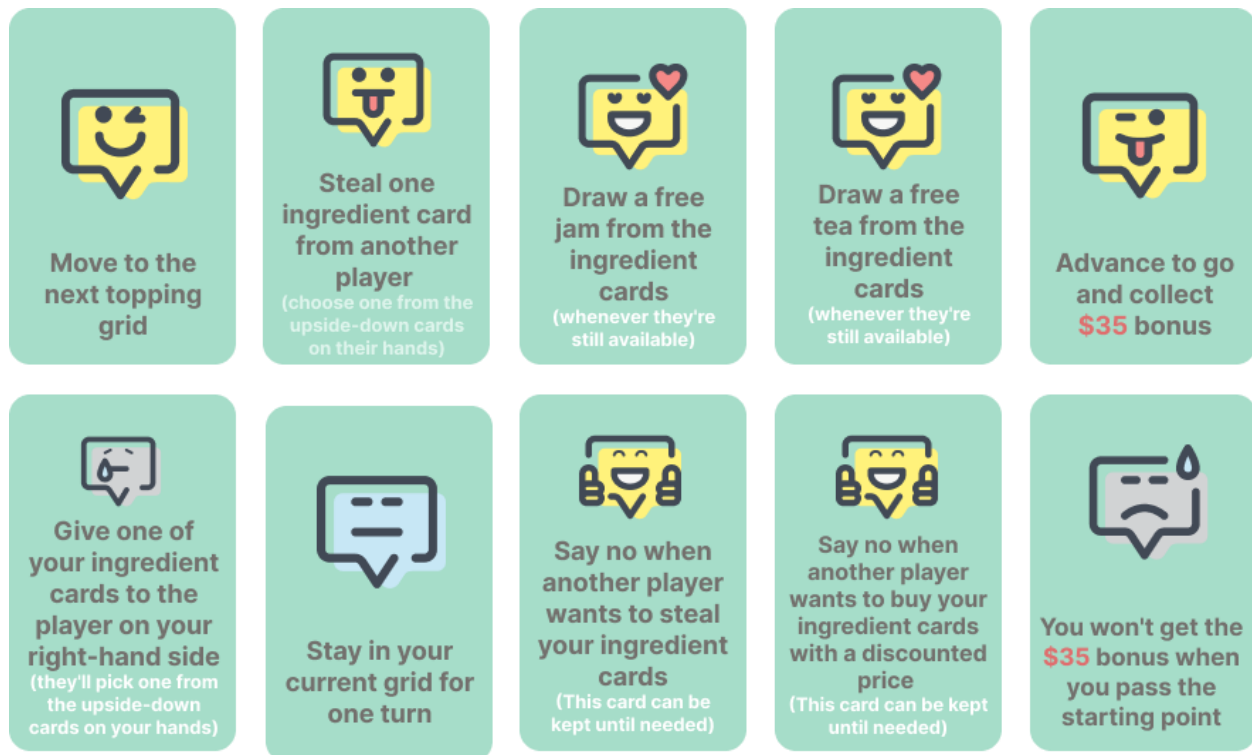 Move to the
next topping
grid
Steal one
ingredient card
from another
player
(choose one from the
upside-down cards
on their hands)
Draw a free
jam from the
ingredient
cards
(whenever they're
still available)
Draw a free
tea from the
ingredient
cards
(whenever they're
still available)
Advance to go
and collect
$35 bonus
Give one of
your ingredient
cards to the
player on your
right-hand side
(they'll pick one from
the upside-down
cards on your hands)
Stay in your
current grid for
one turn
Say no when
another player
wants to steal
your ingredient
cards
(This card can be
kept until needed)
Say no when
another player
wants to buy your
ingredient cards
with a discounted
price
(This card can be kept
until needed)
You won't get the
$35 bonus when
you pass the
starting point